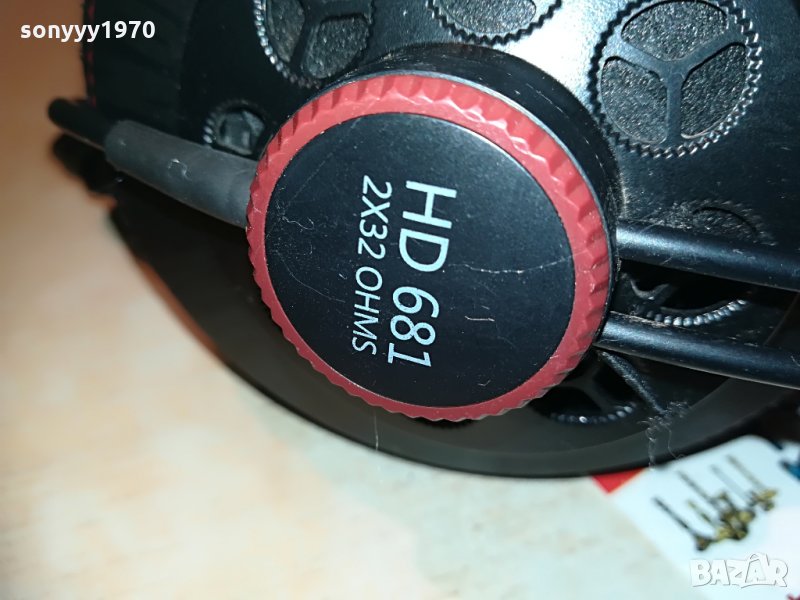 sonyyy1970
HD 681
2X32 OHMS
BAZAR